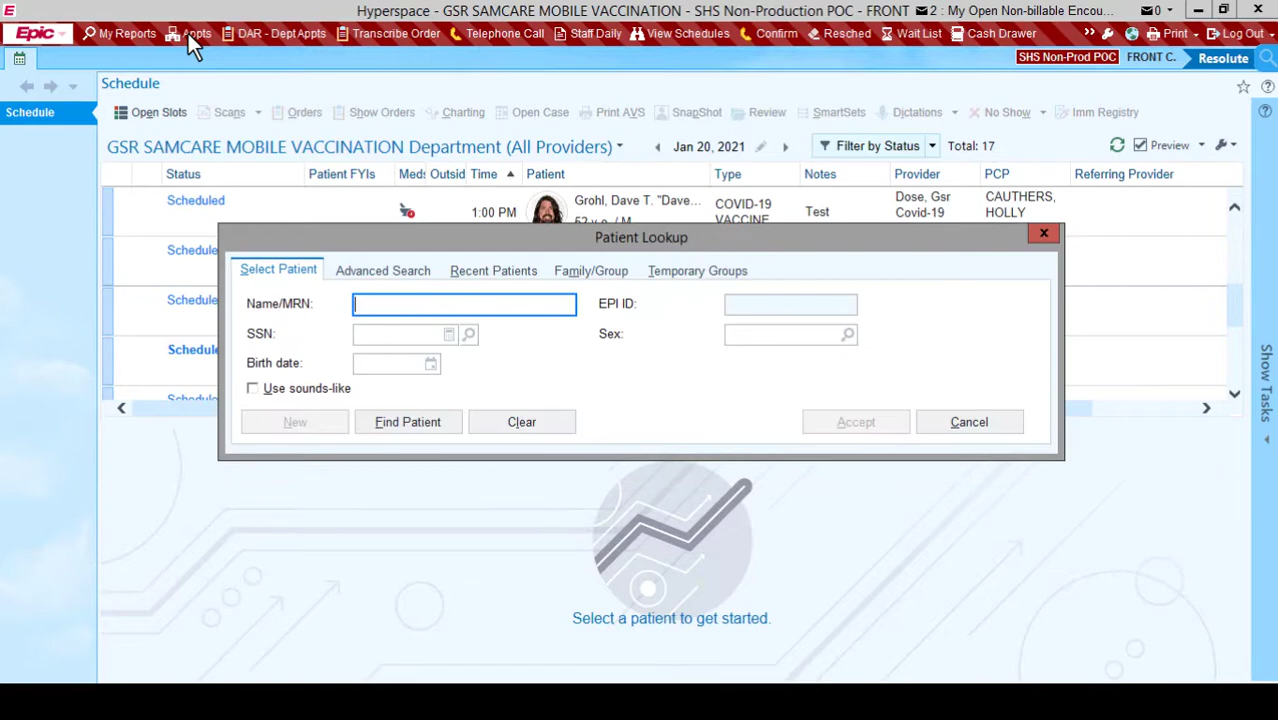 Hyperspace - GSR SAMCARE MOBILE VACCINATION - SHS Non-Production POC - FRONT 2 : My Open Non-billable Encou... 0
Epic My Reports Appts DAR - Dept Appts Transcribe Order Telephone Call Staff Daily View Schedules Confirm Resched Wait List Cash Drawer Print Log Out
SHS Non-Prod POC FRONT C. Resolute
Schedule
Schedule
Open Slots Scans Orders Show Orders Charting Open Case Print AVS SnapShot Review SmartSets Dictations No Show Imm Registry
GSR SAMCARE MOBILE VACCINATION Department (All Providers) Jan 20, 2021 Filter by Status Total: 17 Preview
Status Patient FYIs Meds Outsid Time Patient Type Notes Provider PCP Referring Provider
Scheduled 1:00 PM Grohl, Dave T. "Dave... COVID-19 VACCINE Test Dose, Gsr Covid-19 CAUTHERS, HOLLY
Patient Lookup
Select Patient Advanced Search Recent Patients Family/Group Temporary Groups
Name/MRN: EPI ID:
SSN: Sex:
Birth date:
Use sounds-like
New Find Patient Clear Accept Cancel
Show Tasks
Select a patient to get started.